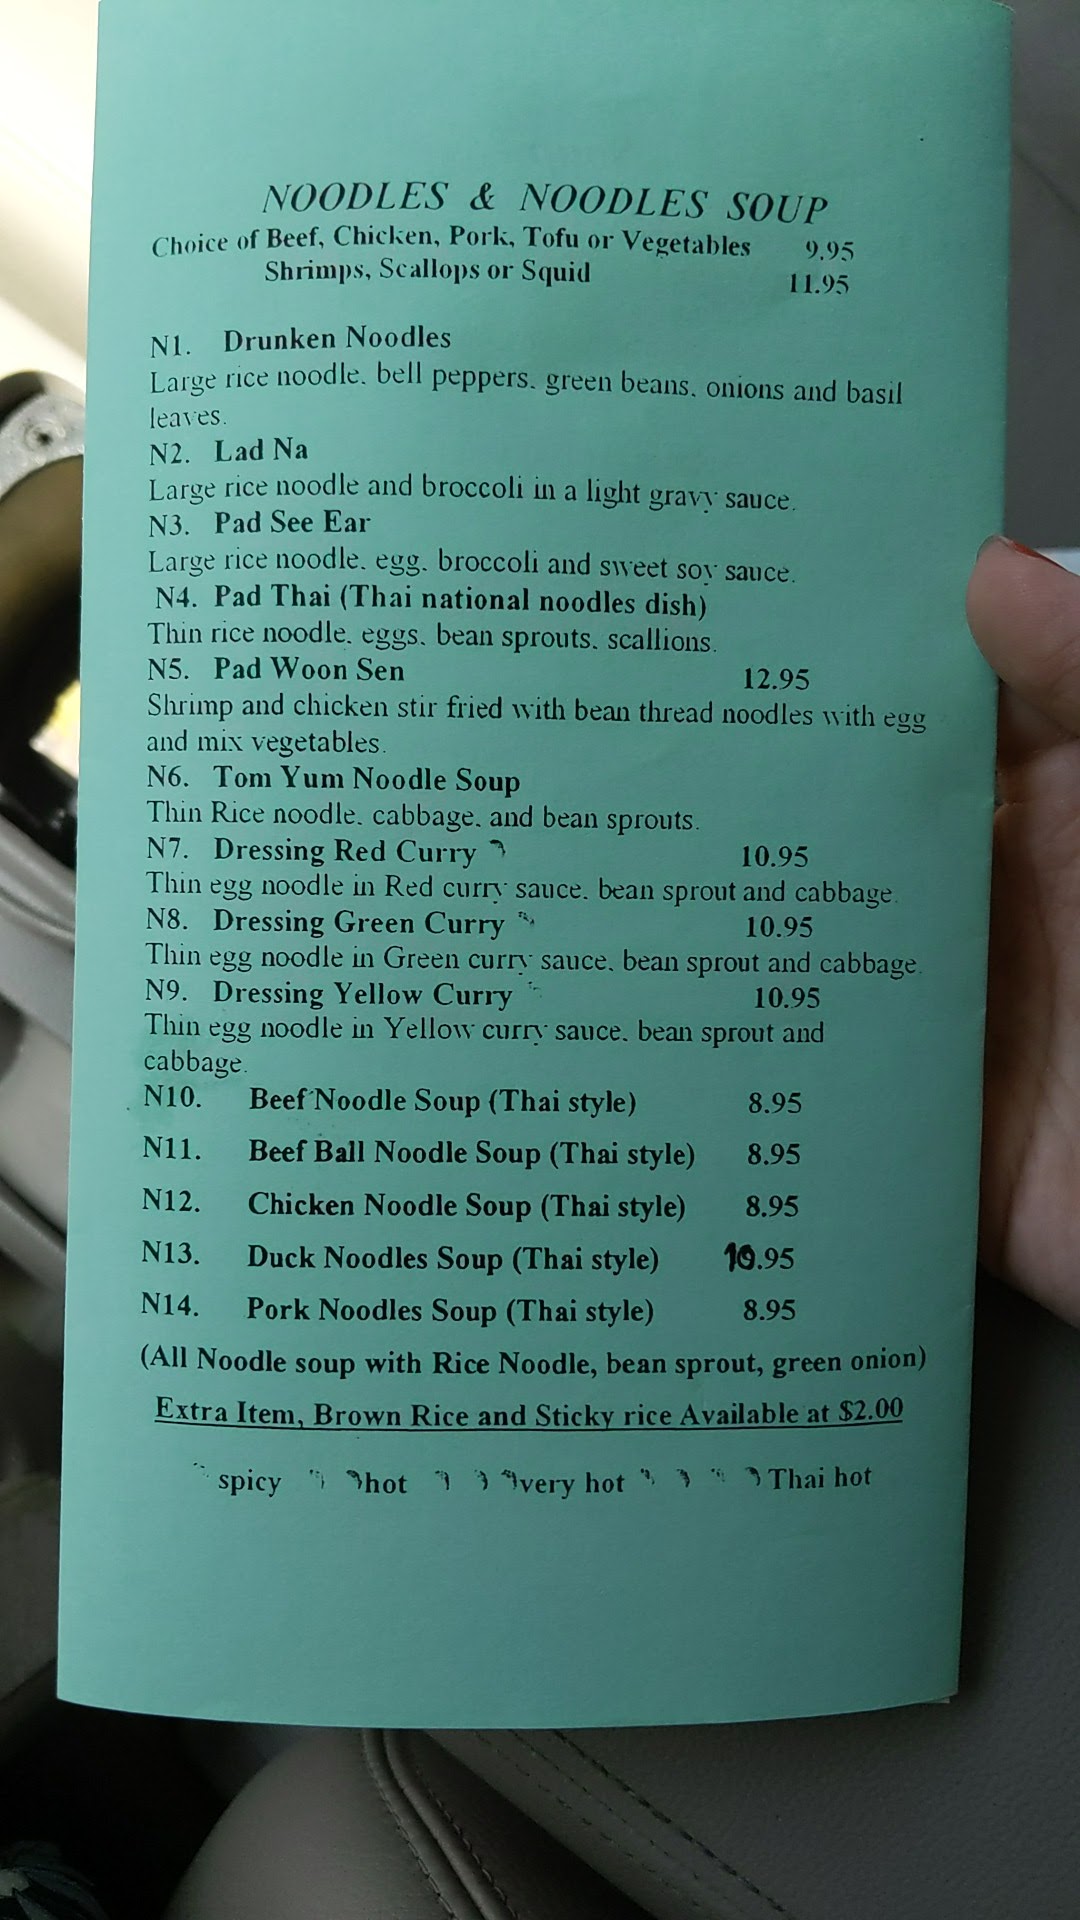 NOODLES & NOODLES SOUP
Choice of Beef, Chicken, Pork, Tofu or Vegetables 9.95
Shrimps, Scallops or Squid 11.95
N1. Drunken Noodles
Large rice noodle, bell peppers, green beans, onions and basil
leaves.
N2. Lad Na
Large rice noodle and broccoli in a light gravy sauce.
N3. Pad See Ear
Large rice noodle, egg, broccoli and sweet soy sauce.
N4. Pad Thai (Thai national noodles dish)
Thin rice noodle, eggs, bean sprouts, scallions.
N5. Pad Woon Sen 12.95
Shrimp and chicken stir fried with bean thread noodles with egg
and mix vegetables.
N6. Tom Yum Noodle Soup
Thin Rice noodle, cabbage, and bean sprouts.
N7. Dressing Red Curry 10.95
Thin egg noodle in Red curry sauce, bean sprout and cabbage.
N8. Dressing Green Curry 10.95
Thin egg noodle in Green curry sauce, bean sprout and cabbage.
N9. Dressing Yellow Curry 10.95
Thin egg noodle in Yellow curry sauce, bean sprout and
cabbage.
N10. Beef Noodle Soup (Thai style) 8.95
N11. Beef Ball Noodle Soup (Thai style) 8.95
N12. Chicken Noodle Soup (Thai style) 8.95
N13. Duck Noodles Soup (Thai style) 10.95
N14. Pork Noodles Soup (Thai style) 8.95
(All Noodle soup with Rice Noodle, bean sprout, green onion)
Extra Item, Brown Rice and Sticky rice Available at $2.00
spicy hot very hot Thai hot